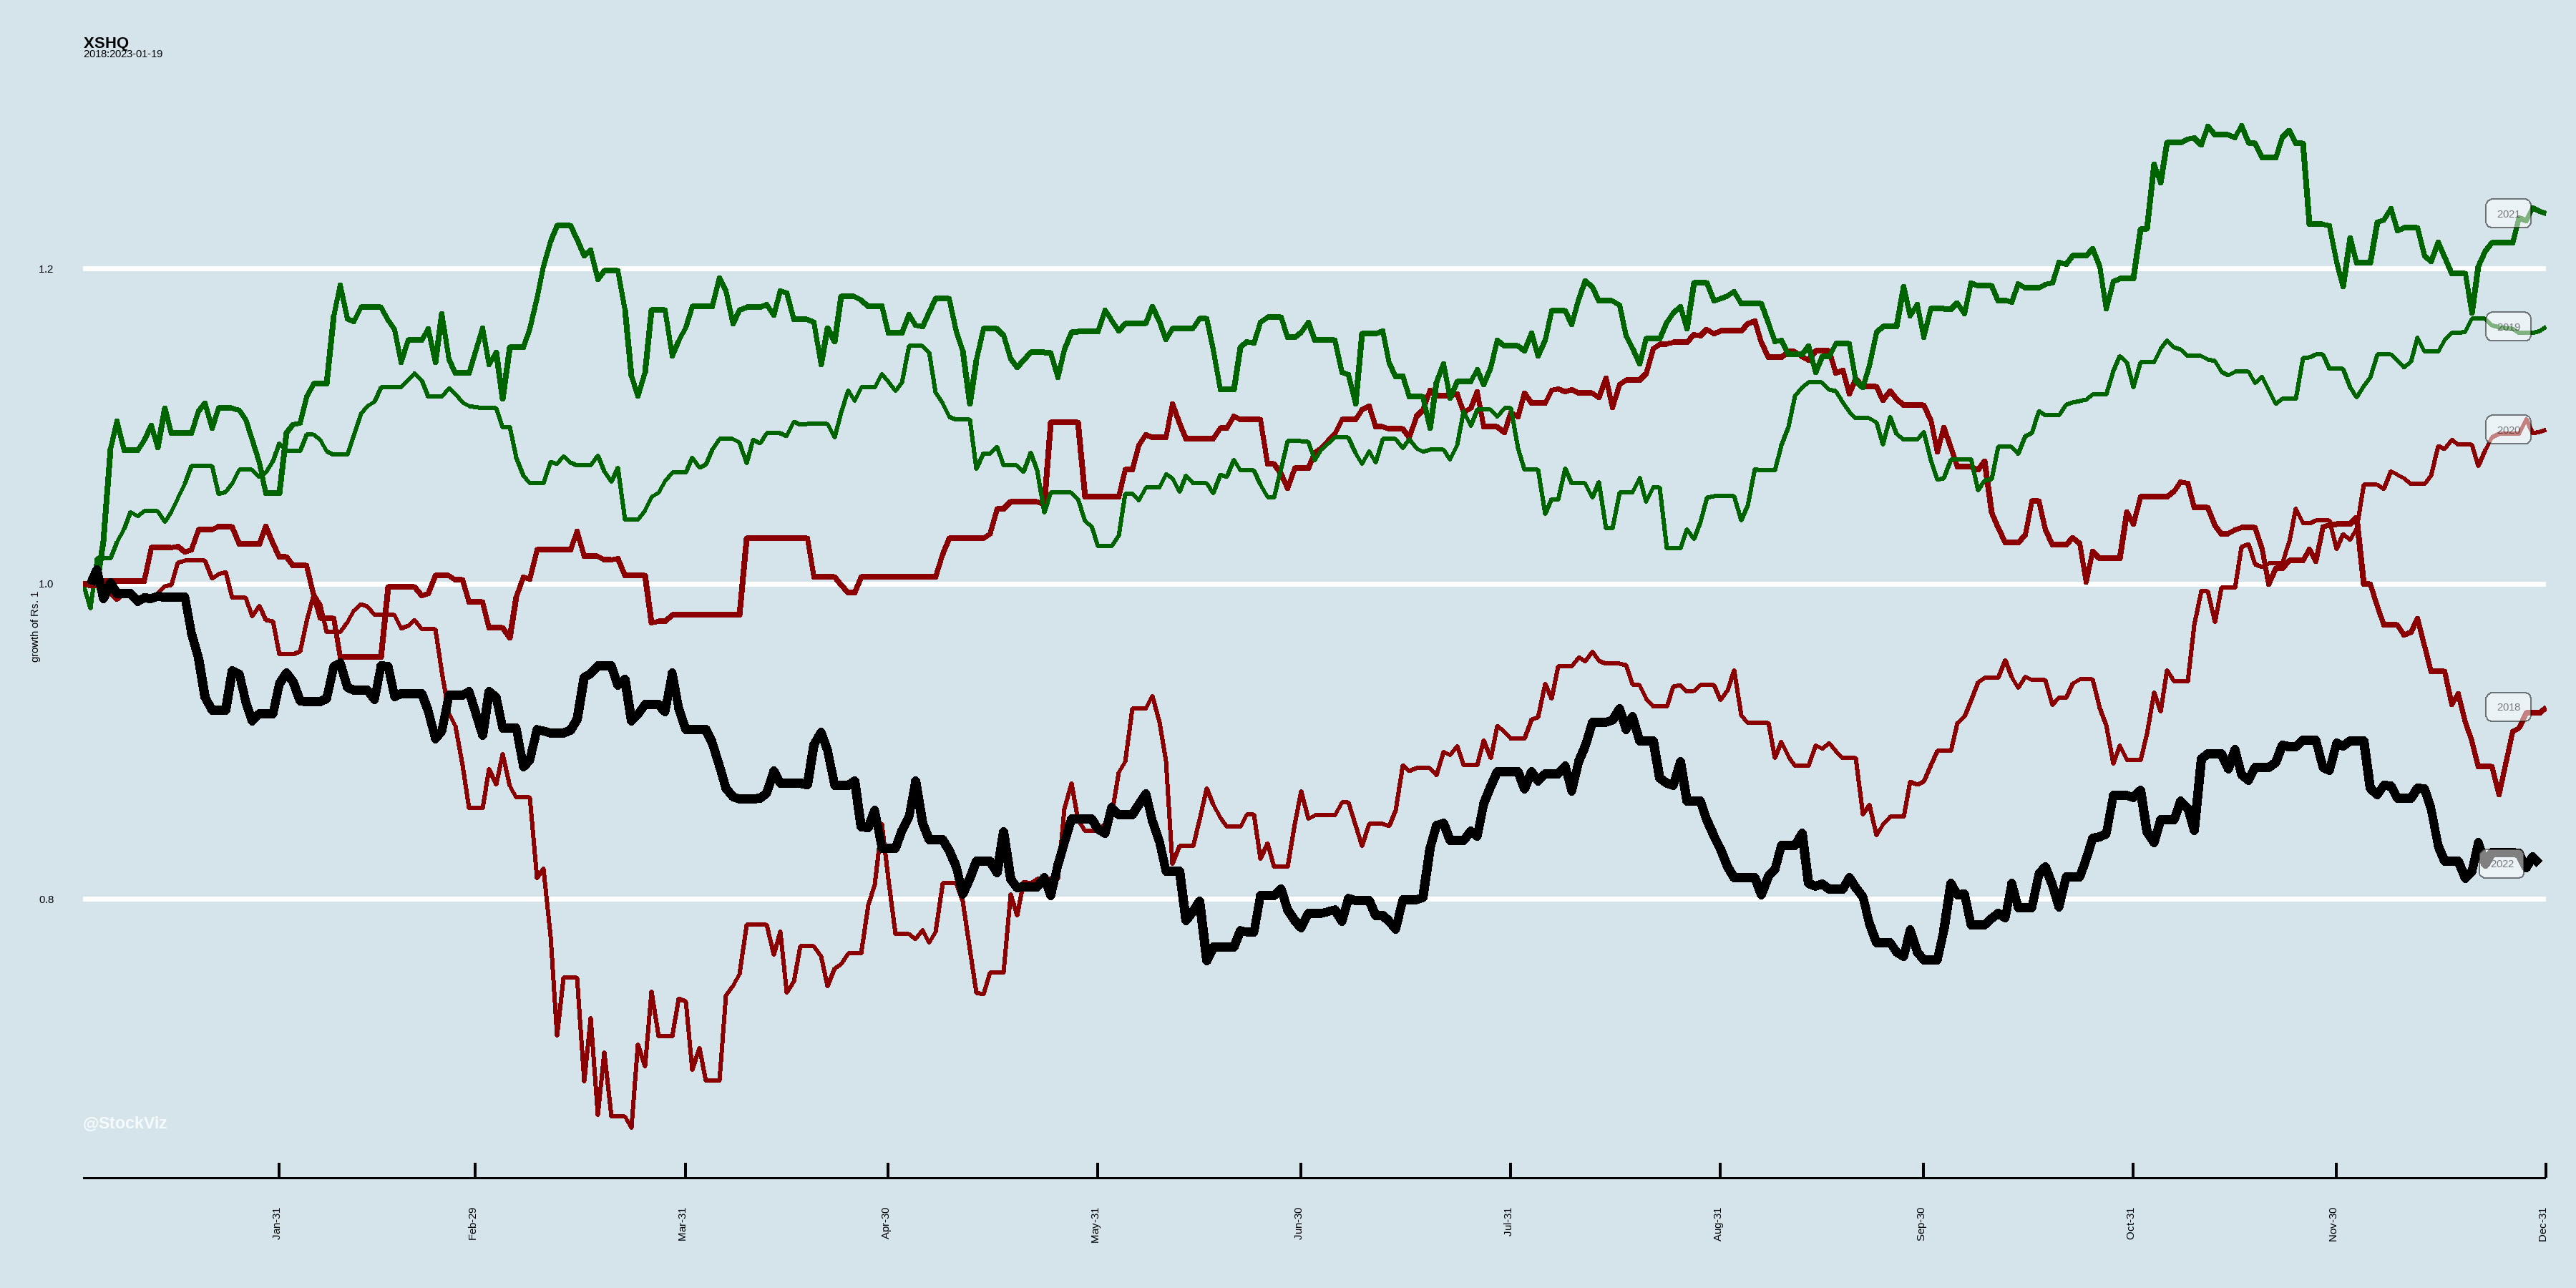 XSHQ
2018:2023-01-19
1.2
1.0
0.8
growth of Rs. 1
2021
2019
2020
2018
2022
@StockViz
Jan-31
Feb-29
Mar-31
Apr-30
May-31
Jun-30
Jul-31
Aug-31
Sep-30
Oct-31
Nov-30
Dec-31